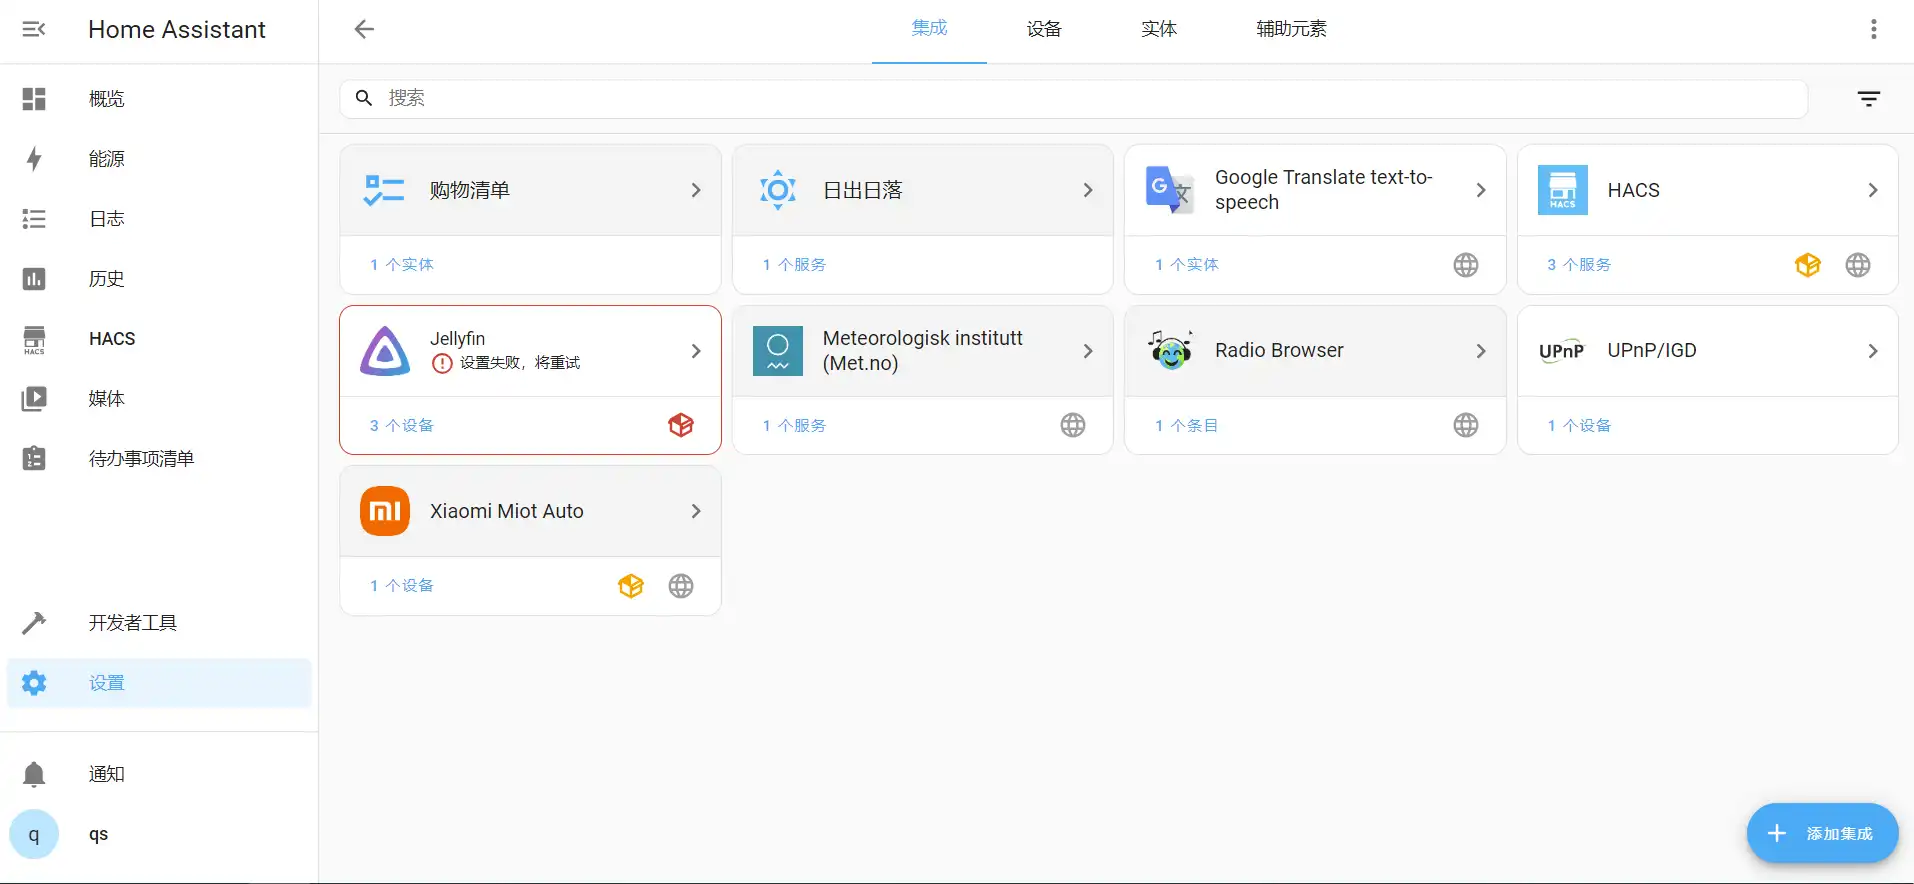 Home Assistant
概览
能源
日志
历史
HACS
HACS
媒体
待办事项清单
开发者工具
设置
通知
q
qs
集成
设备
实体
辅助元素
搜索
购物清单
1 个实体
日出日落
1 个服务
G 文
Google Translate text-to-
speech
1 个实体
HACS
HACS
3 个服务
Jellyfin
设置失败，将重试
3 个设备
Meteorologisk institutt
(Met.no)
1 个服务
Radio Browser
1 个条目
UPnP
UPnP/IGD
1 个设备
mi
Xiaomi Miot Auto
1 个设备
添加集成